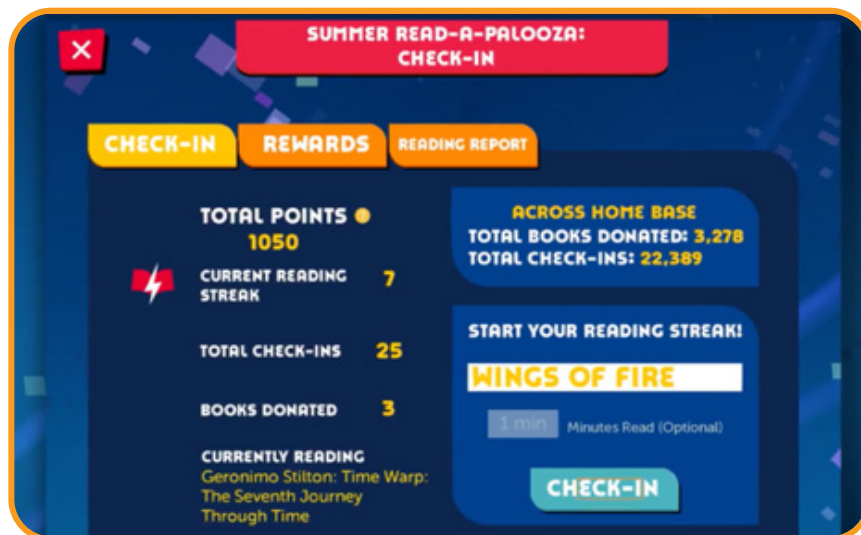 SUMMER READ-A-PALOOZA:
CHECK-IN
CHECK-IN
REWARDS
READING REPORT
TOTAL POINTS
1050
CURRENT READING
STREAK
7
TOTAL CHECK-INS 25
BOOKS DONATED 3
CURRENTLY READING
Geronimo Stilton: Time Warp:
The Seventh Journey
Through Time
ACROSS HOME BASE
TOTAL BOOKS DONATED: 3,278
TOTAL CHECK-INS: 22,389
START YOUR READING STREAK!
WINGS OF FIRE
1 min Minutes Read (Optional)
CHECK-IN